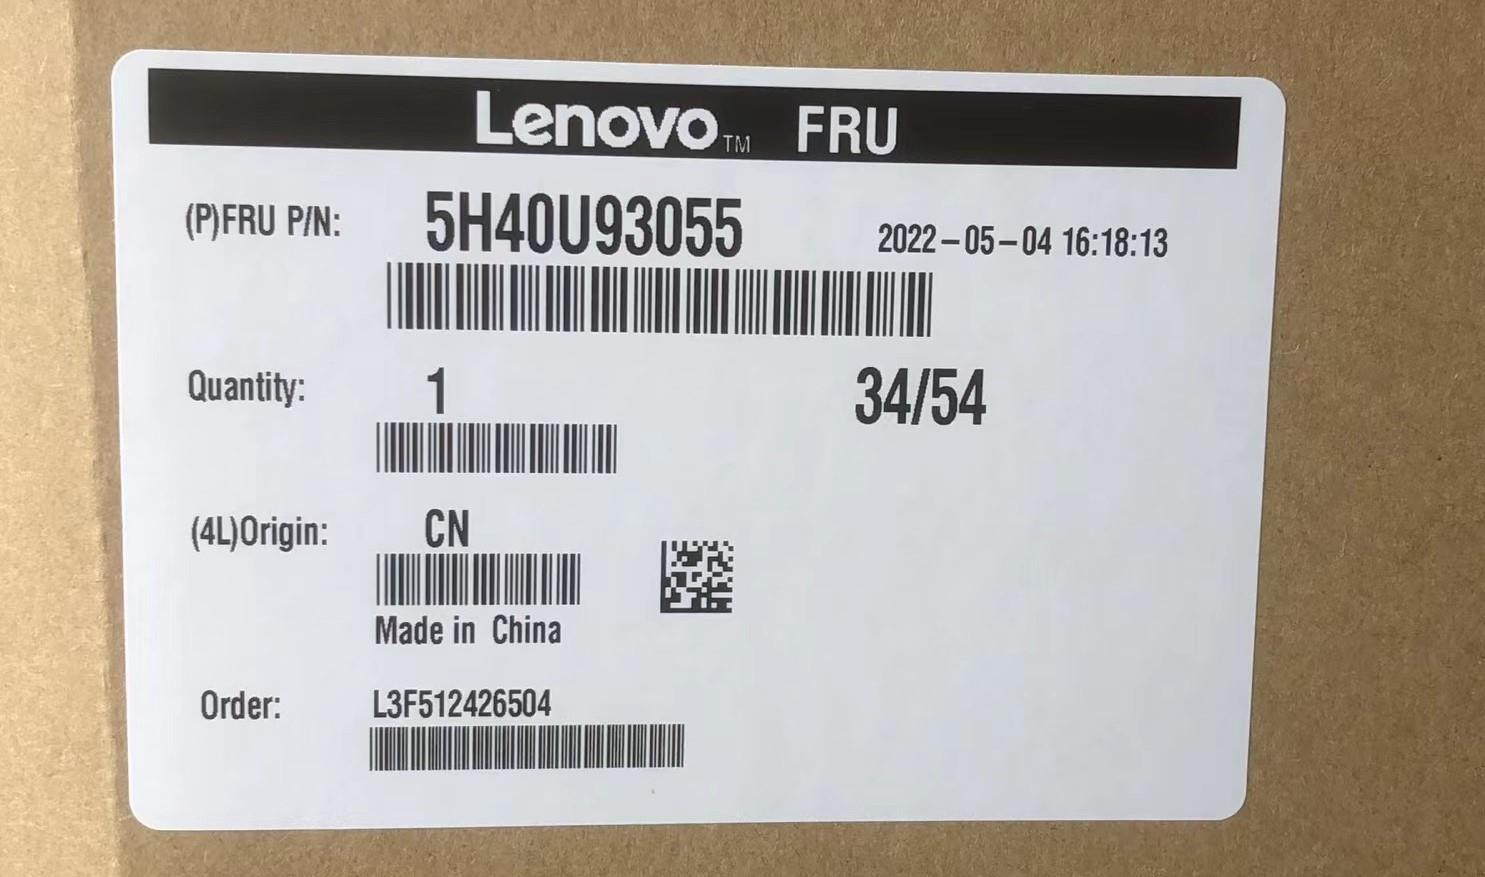 Lenovo™ FRU
(P)FRU P/N: 5H40U93055 2022-05-04 16:18:13
Quantity: 1 34/54
(4L)Origin: CN
Made in China
Order: L3F512426504